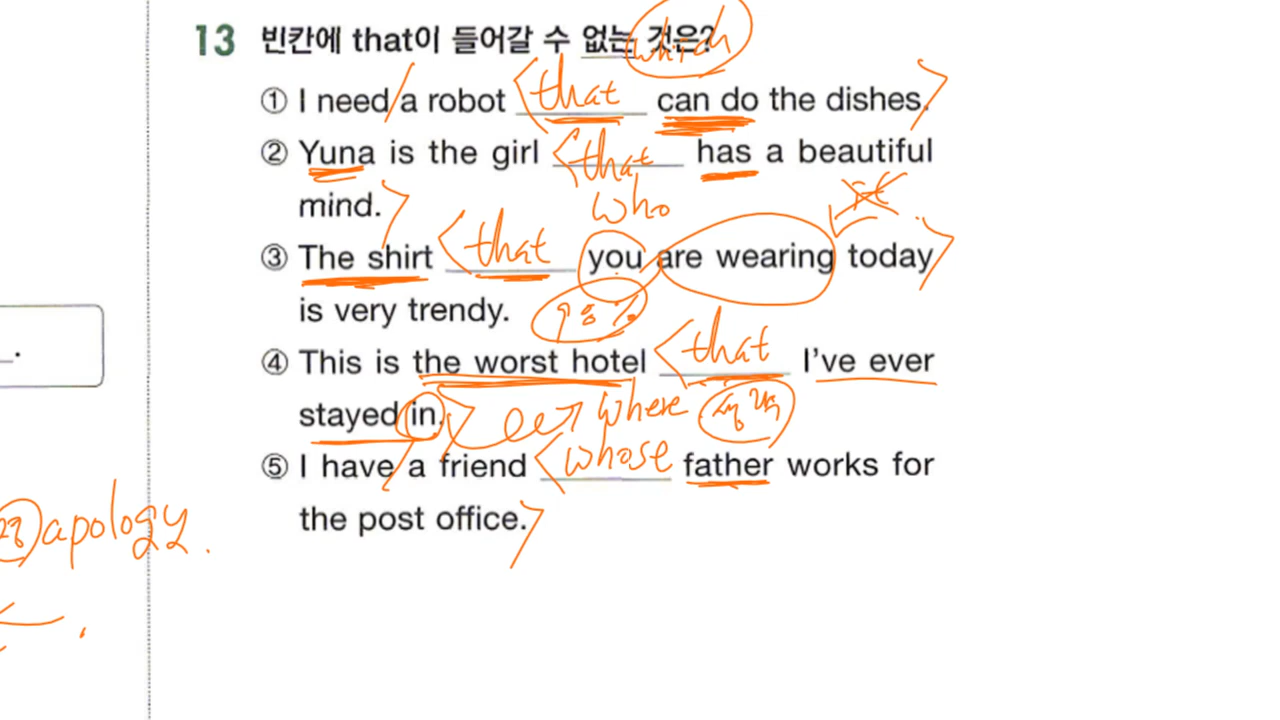 13 빈칸에 that이 들어갈 수 없는 것은?
which
① I need a robot that can do the dishes.
② Yuna is the girl that has a beautiful
mind. who it
③ The shirt that you are wearing today
is very trendy. 98%
④ This is the worst hotel that I've ever
stayed in. where
⑤ I have a friend whose father works for
the post office.
apology.